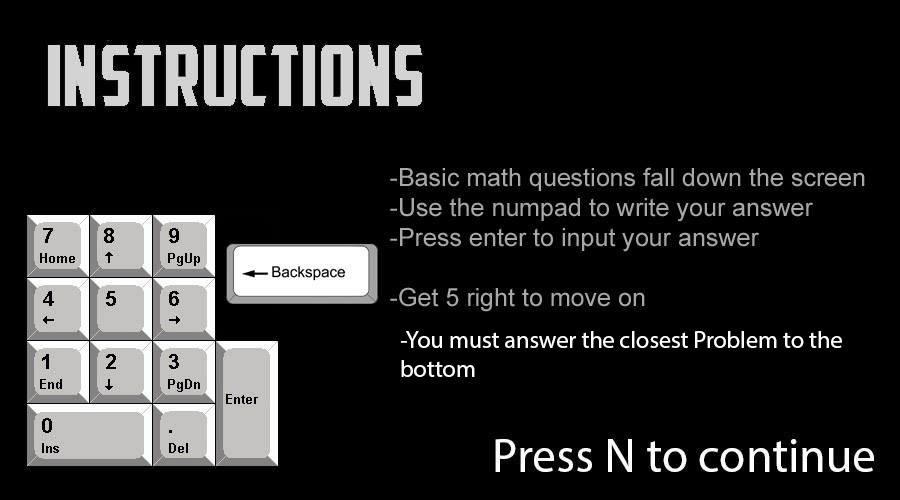 INSTRUCTIONS
-Basic math questions fall down the screen
-Use the numpad to write your answer
-Press enter to input your answer
-Get 5 right to move on
-You must answer the closest Problem to the
bottom
7 8 9
Home ↑ PgUp
← Backspace
4 5 6
← →
1 2 3
End ↓ PgDn
Enter
0 .
Ins Del
Press N to continue